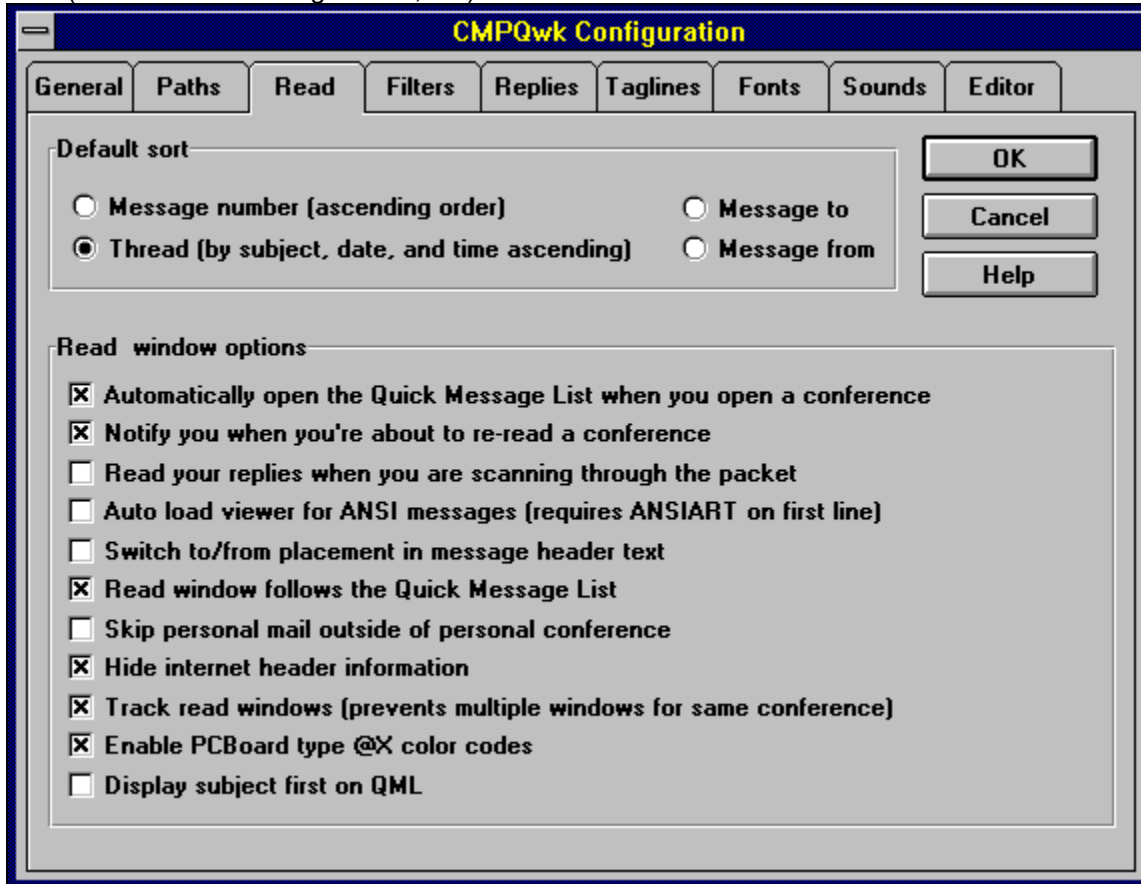 CMPQwk Configuration
General Paths Read Filters Replies Taglines Fonts Sounds Editor
Default sort
Message number (ascending order) Message to
Thread (by subject, date, and time ascending) Message from
OK
Cancel
Help
Read window options
Automatically open the Quick Message List when you open a conference
Notify you when you're about to re-read a conference
Read your replies when you are scanning through the packet
Auto load viewer for ANSI messages (requires ANSIART on first line)
Switch to/from placement in message header text
Read window follows the Quick Message List
Skip personal mail outside of personal conference
Hide internet header information
Track read windows (prevents multiple windows for same conference)
Enable PCBoard type @X color codes
Display subject first on QML